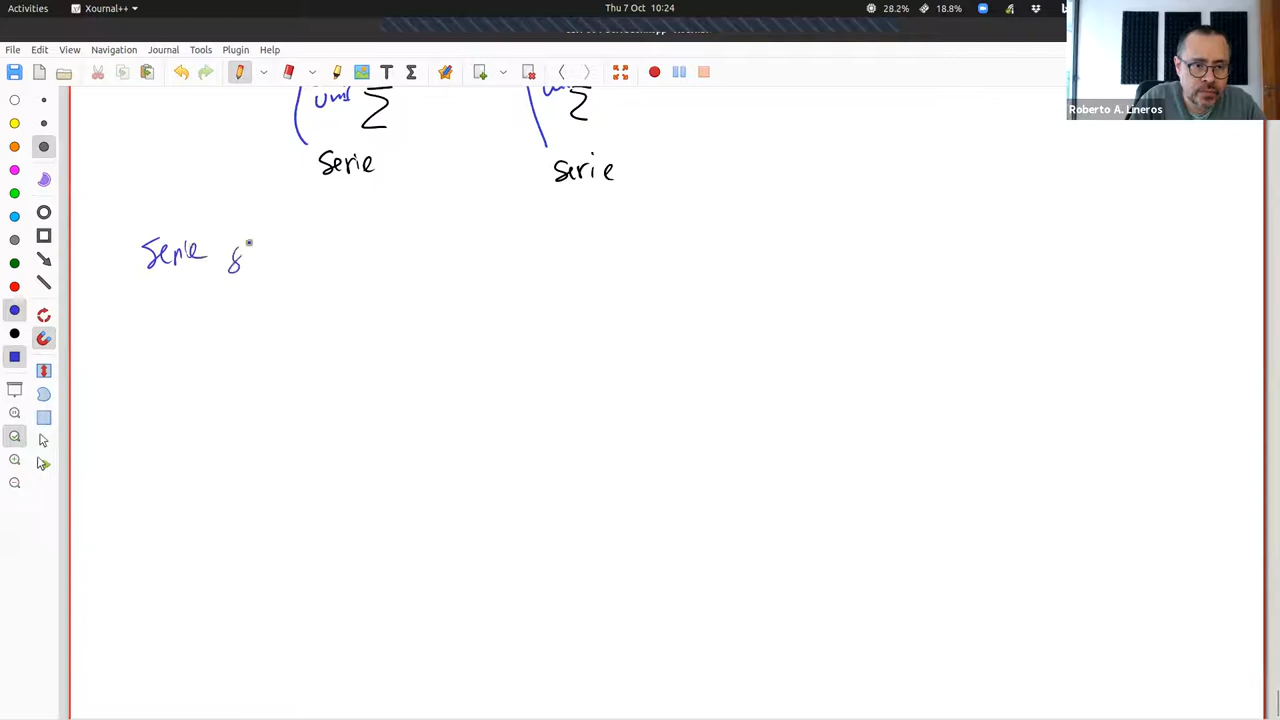 Activities Xournal++ Thu 7 Oct 10:24 28.2% 18.8%
File Edit View Navigation Journal Tools Plugin Help
Roberto A. Lineros
Σ Σ
Serie Serie
Serie g